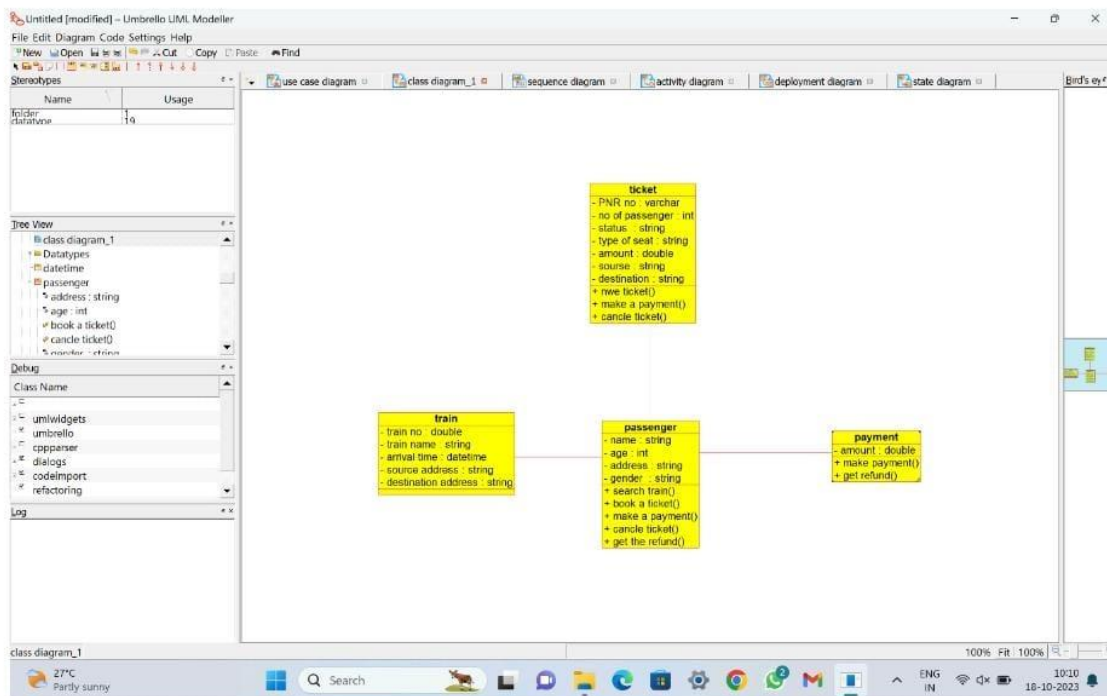 Untitled [modified] – Umbrello UML Modeller
File Edit Diagram Code Settings Help
New Open Cut Copy Paste Find
Stereotypes
Name Usage
folder 1
datatype 19
use case diagram class diagram_1 sequence diagram activity diagram deployment diagram state diagram
Bird's ey
Tree View
class diagram_1
Datatypes
datetime
passenger
address : string
age : int
book a ticket()
cancle ticket()
gender : string
Debug
Class Name
umlwidgets
umbrello
cppparser
dialogs
codeimport
refactoring
Log
ticket
- PNR no : varchar
- no of passenger : int
- status : string
- type of seat : string
- amount : double
- sourse : string
- destination : string
+ nwe ticket()
+ make a payment()
+ cancle ticket()
train
- train no : double
- train name : string
- arrival time : datetime
- source address : string
- destination address : string
passenger
- name : string
- age : int
- address : string
- gender : string
+ search train()
+ book a ticket()
+ make a payment()
+ cancle ticket()
+ get the refund()
payment
- amount : double
+ make payment()
+ get refund()
class diagram_1
100% Fit 100%
27°C
Partly sunny
Search
2
ENG
IN
10:10
18-10-2023